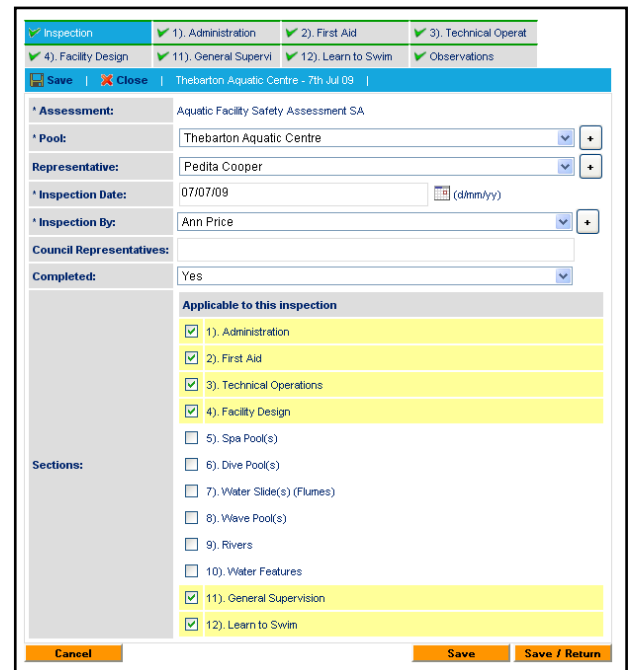 Inspection 1). Administration 2). First Aid 3). Technical Operat
4). Facility Design 11). General Supervi 12). Learn to Swim Observations
Save | Close | Thebarton Aquatic Centre - 7th Jul 09 |
* Assessment: Aquatic Facility Safety Assessment SA
* Pool: Thebarton Aquatic Centre +
Representative: Pedita Cooper +
* Inspection Date: 07/07/09 (d/mm/yy)
* Inspection By: Ann Price +
Council Representatives:
Completed: Yes
Applicable to this inspection
1). Administration
2). First Aid
3). Technical Operations
4). Facility Design
5). Spa Pool(s)
Sections: 6). Dive Pool(s)
7). Water Slide(s) (Flumes)
8). Wave Pool(s)
9). Rivers
10). Water Features
11). General Supervision
12). Learn to Swim
Cancel Save Save / Return